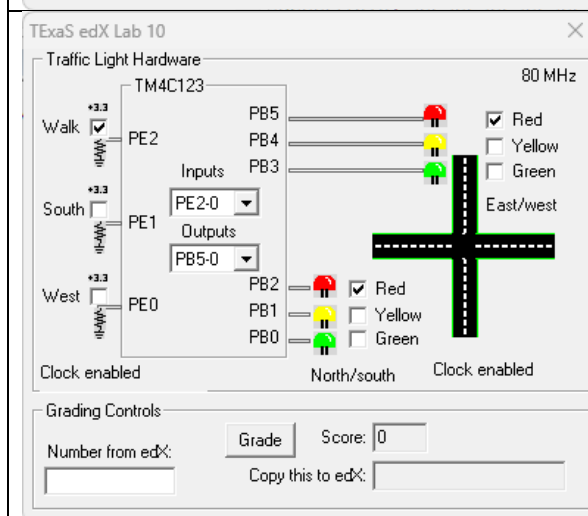 TExaS edX Lab 10
Traffic Light Hardware
TM4C123
80 MHz
+3.3
Walk
PE2
PB5
PB4
PB3
Red
Yellow
Green
East/west
Inputs
PE2-0
Outputs
PB5-0
+3.3
South
PE1
+3.3
West
PE0
PB2
PB1
PB0
Red
Yellow
Green
North/south
Clock enabled
Clock enabled
Grading Controls
Number from edX:
Grade
Score: 0
Copy this to edX: